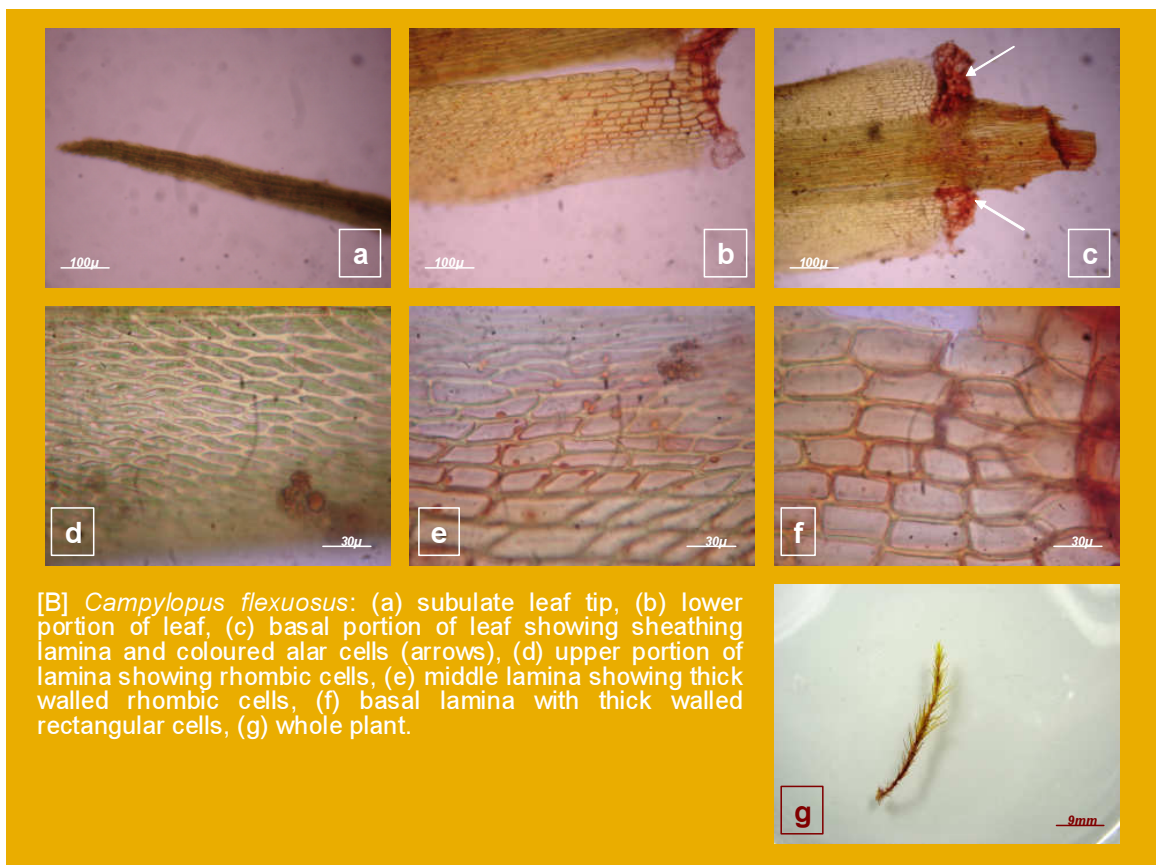 a
100µ
b
100µ
c
100µ
d
30µ
e
30µ
f
30µ
[B] Campylopus flexuosus: (a) subulate leaf tip, (b) lower
portion of leaf, (c) basal portion of leaf showing sheathing
lamina and coloured alar cells (arrows), (d) upper portion of
lamina showing rhombic cells, (e) middle lamina showing thick
walled rhombic cells, (f) basal lamina with thick walled
rectangular cells, (g) whole plant.
g
9mm